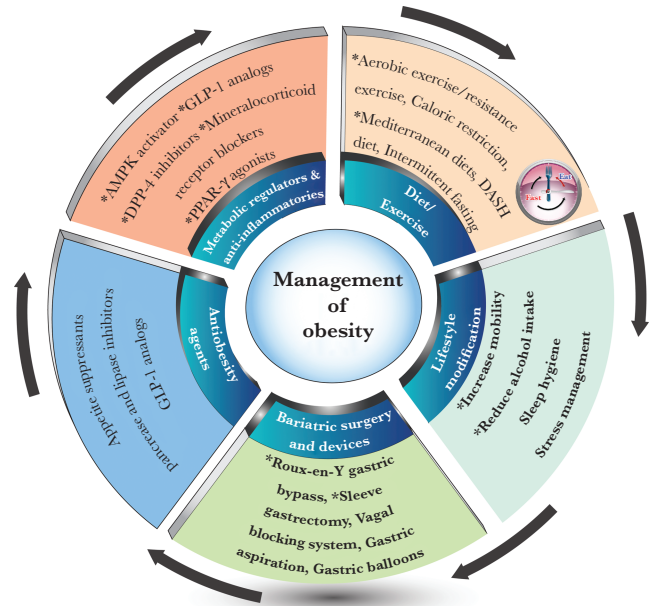 Management
of
obesity
Diet/
Exercise
*Aerobic exercise/resistance
exercise, Caloric restriction,
*Mediterranean diets, DASH
diet, Intermittent fasting
Eat
Fast
Lifestyle
modification
*Increase mobility
*Reduce alcohol intake
Sleep hygiene
Stress management
Bariatric surgery
and devices
*Roux-en-Y gastric
bypass, *Sleeve
gastrectomy, Vagal
blocking system, Gastric
aspiration, Gastric balloons
Antiobesity
agents
Appetite suppressants
pancrease and lipase inhibitors
GLP-1 analogs
Metabolic regulators &
anti-inflammatories
*AMPK activator *GLP-1 analogs
*DPP-4 inhibitors *Mineralocorticoid
receptor blockers
*PPAR-γ agonists